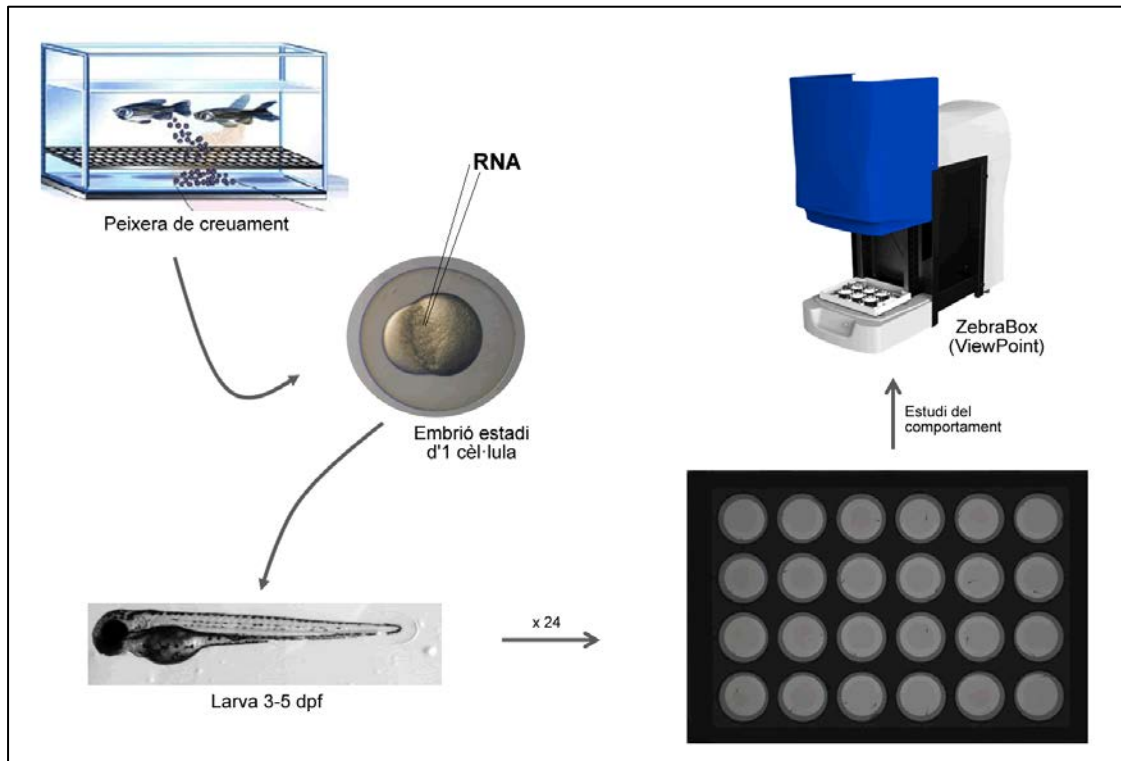 Peixera de creuament
RNA
Embrió estadi
d'1 cèl·lula
Larva 3-5 dpf
x 24
Estudi del
comportament
ZebraBox
(ViewPoint)